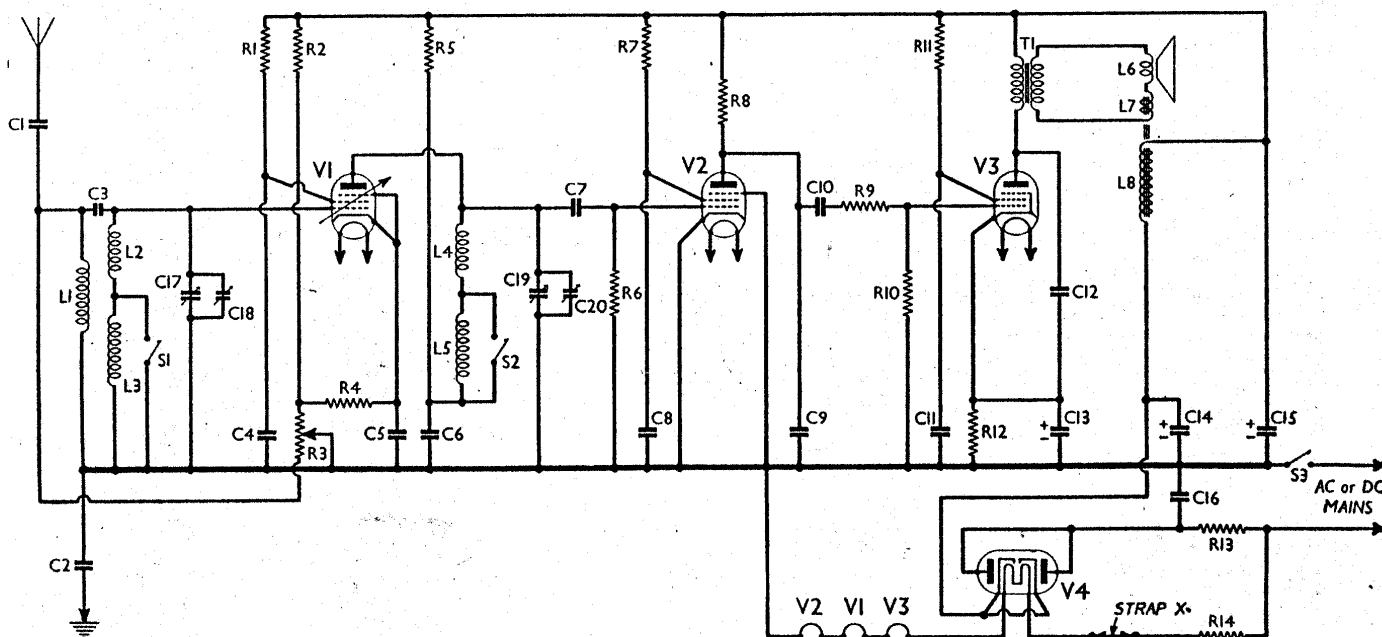 R1
R2
R5
R7
R11
T1
L6
L7
R8
C1
V1
V2
V3
L8
C3
C7
C10
R9
L2
L4
C17
C18
C19
C20
R6
R10
C12
L1
S1
L3
L5
S2
R4
C4
R3
C5
C6
C8
C9
C11
R12
+
-
C13
+
-
C14
+
-
C15
S3
AC or DC
MAINS
C16
R13
C2
V4
V2
V1
V3
STRAP X
R14